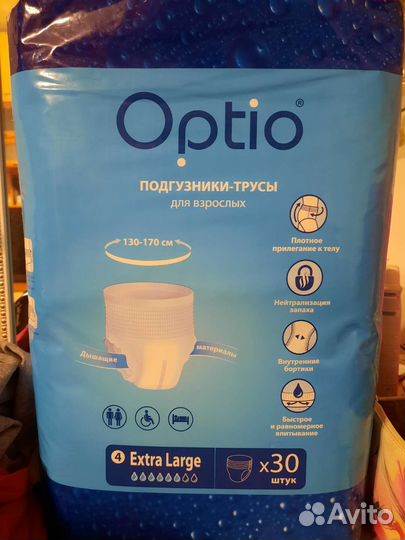 Optio®
ПОДГУЗНИКИ-ТРУСЫ
для взрослых
130-170 см
Плотное
прилегание к телу
Нейтрализация
запаха
Дышащие материалы
Внутренние
бортики
Быстрое
и равномерное
впитывание
4 Extra Large
x30
штук
Avito